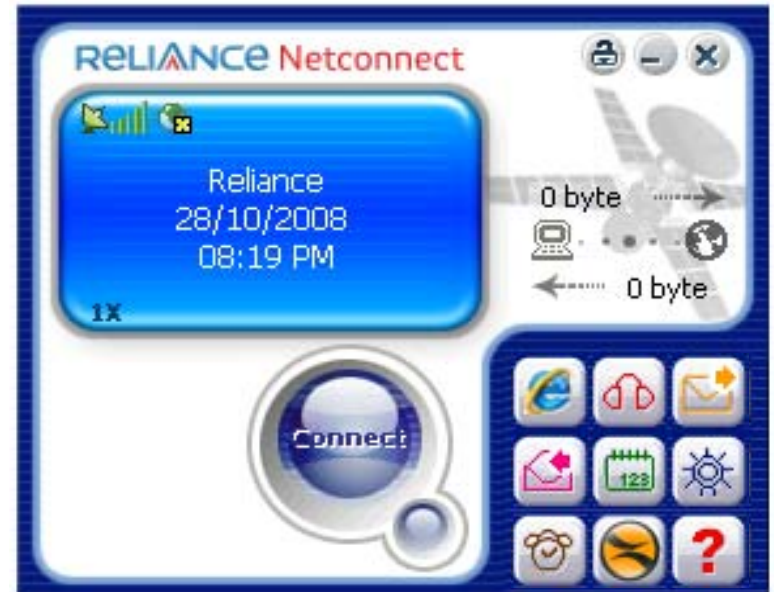 RELIANCE Netconnect
Reliance
28/10/2008
08:19 PM
1X
0 byte
0 byte
Connect
123
?